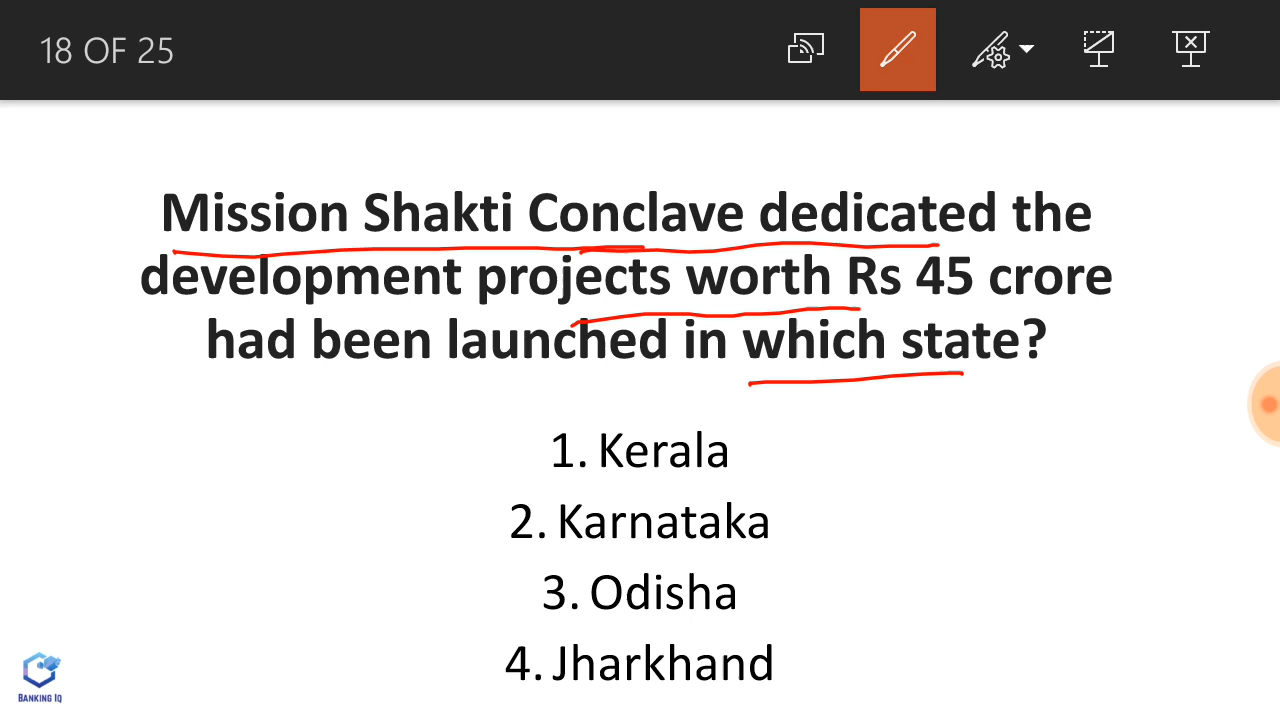 18 OF 25
Mission Shakti Conclave dedicated the
development projects worth Rs 45 crore
had been launched in which state?
1. Kerala
2. Karnataka
3. Odisha
4. Jharkhand
BANKING IQ